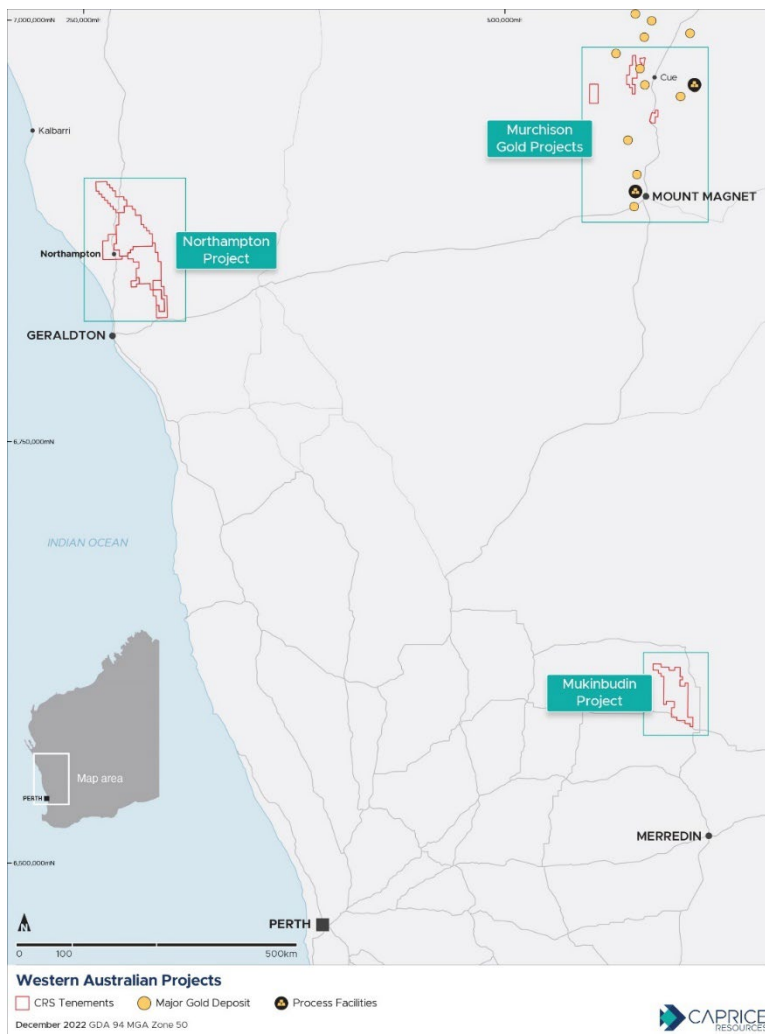 7,000,000mN
250,000mE
500,000mE
Cue
Kalbarri
Murchison
Gold Projects
MOUNT MAGNET
Northampton
Northampton
Project
GERALDTON
6,750,000mN
INDIAN OCEAN
Mukinbudin
Project
Map area
PERTH
MERREDIN
6,500,000mN
PERTH
N
0 100 500km
Western Australian Projects
CRS Tenements Major Gold Deposit Process Facilities
December 2022 GDA 94 MGA Zone 50
CAPRICE
RESOURCES